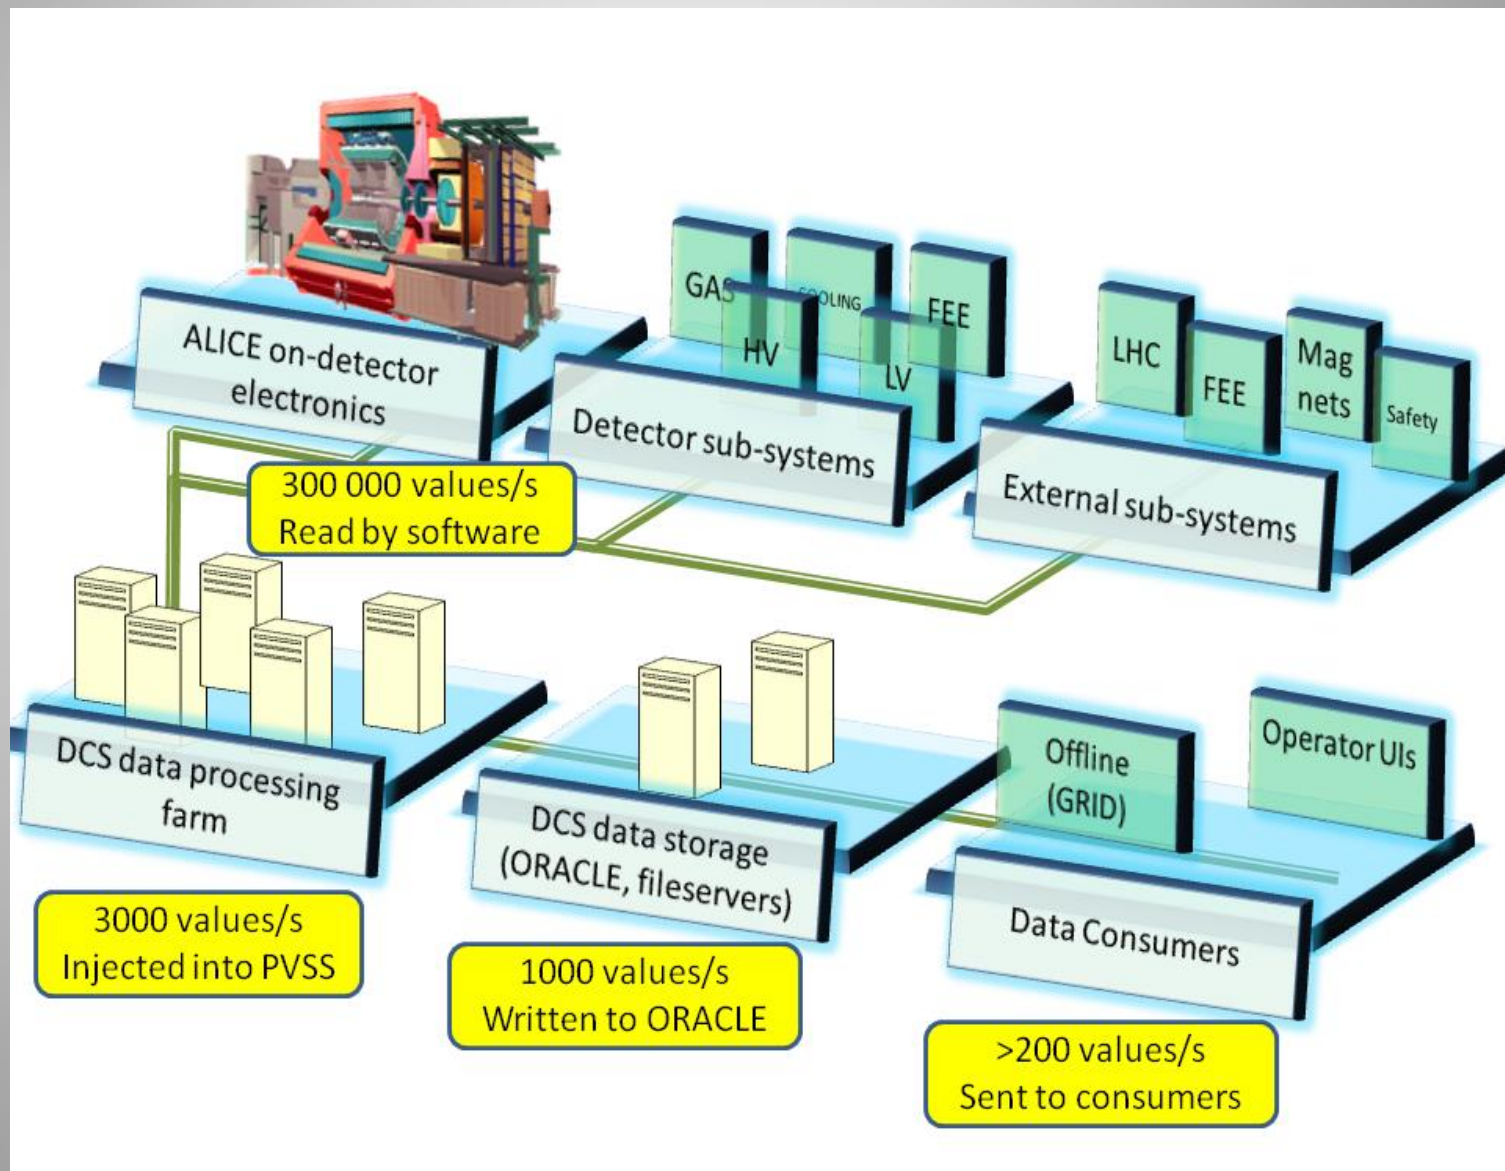 GAS
COOLING
FEE
HV
LV
LHC
FEE
Mag
nets
Safety
ALICE on-detector
electronics
Detector sub-systems
External sub-systems
300 000 values/s
Read by software
DCS data processing
farm
DCS data storage
(ORACLE, fileservers)
Offline
(GRID)
Operator UIs
Data Consumers
3000 values/s
Injected into PVSS
1000 values/s
Written to ORACLE
>200 values/s
Sent to consumers